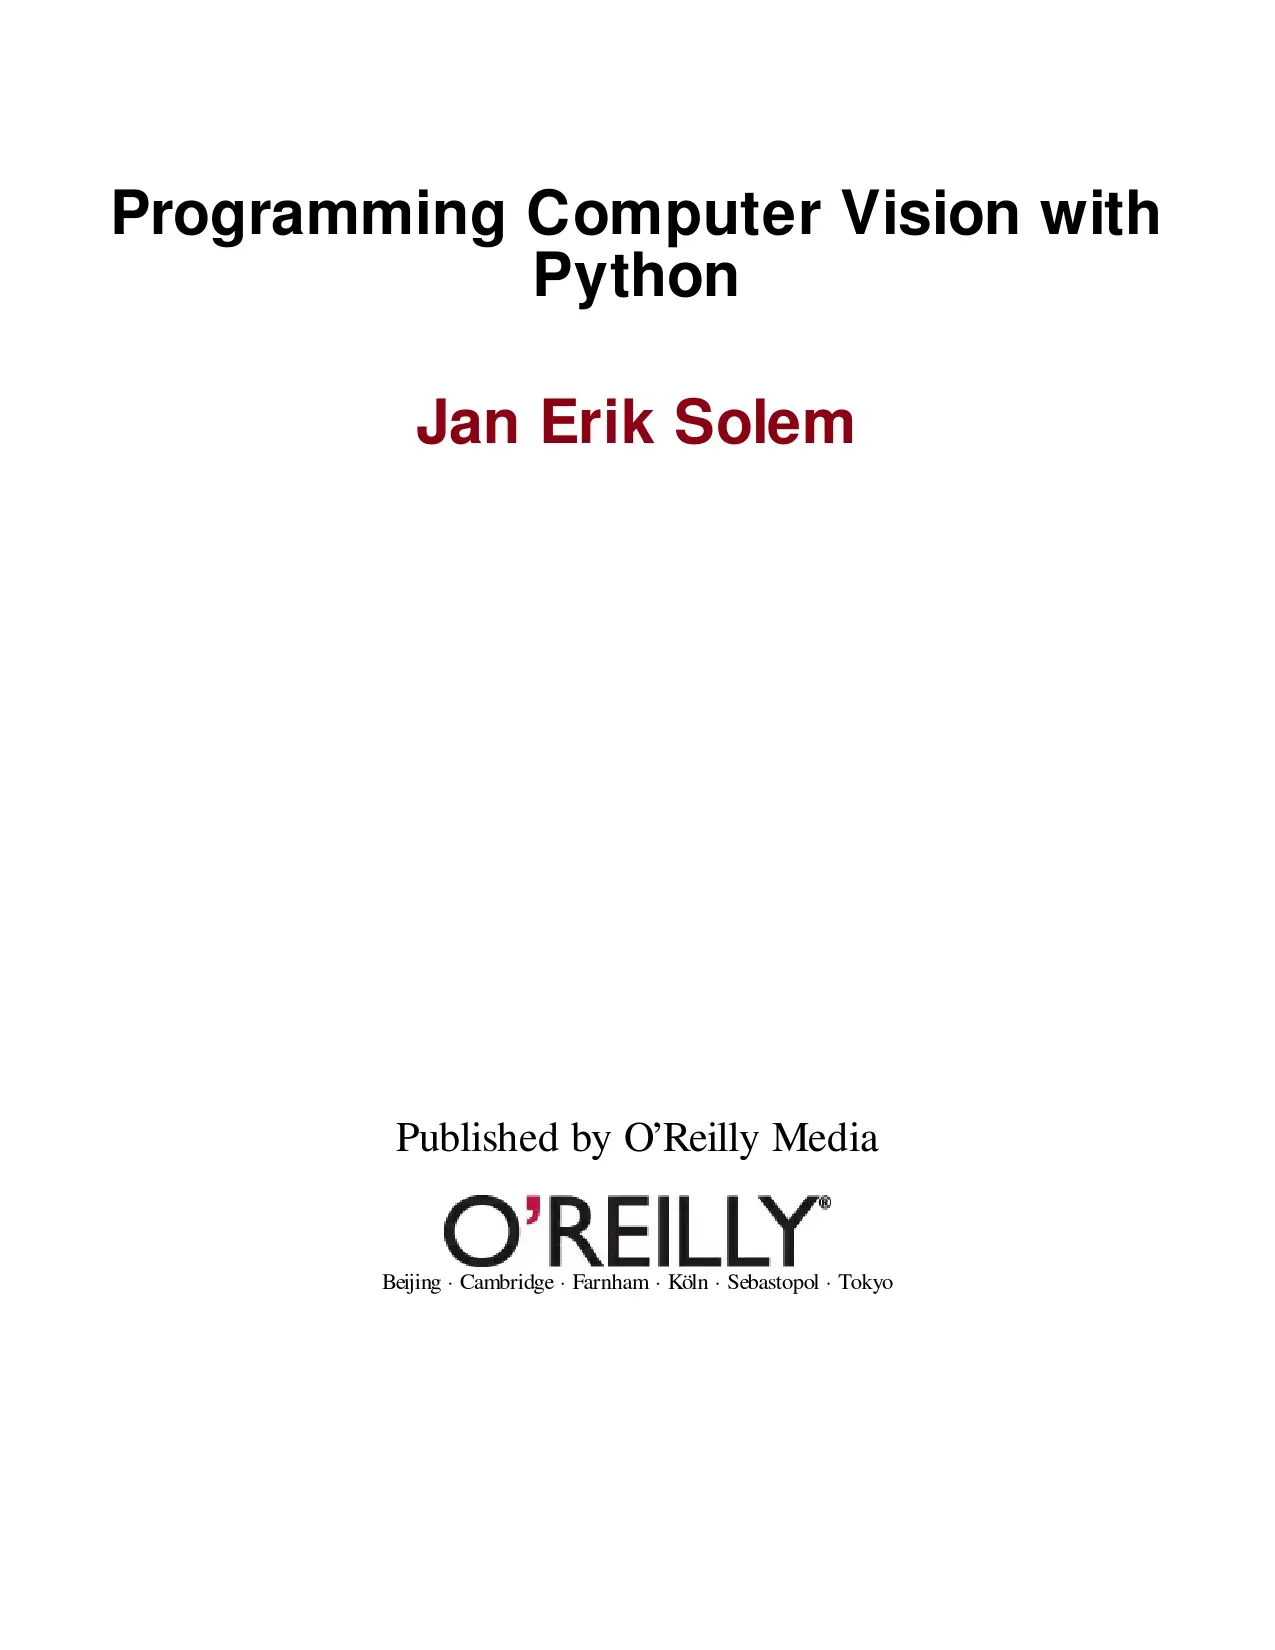 Programming Computer Vision with
Python
Jan Erik Solem
Published by O’Reilly Media
O’REILLY®
Beijing · Cambridge · Farnham · Köln · Sebastopol · Tokyo